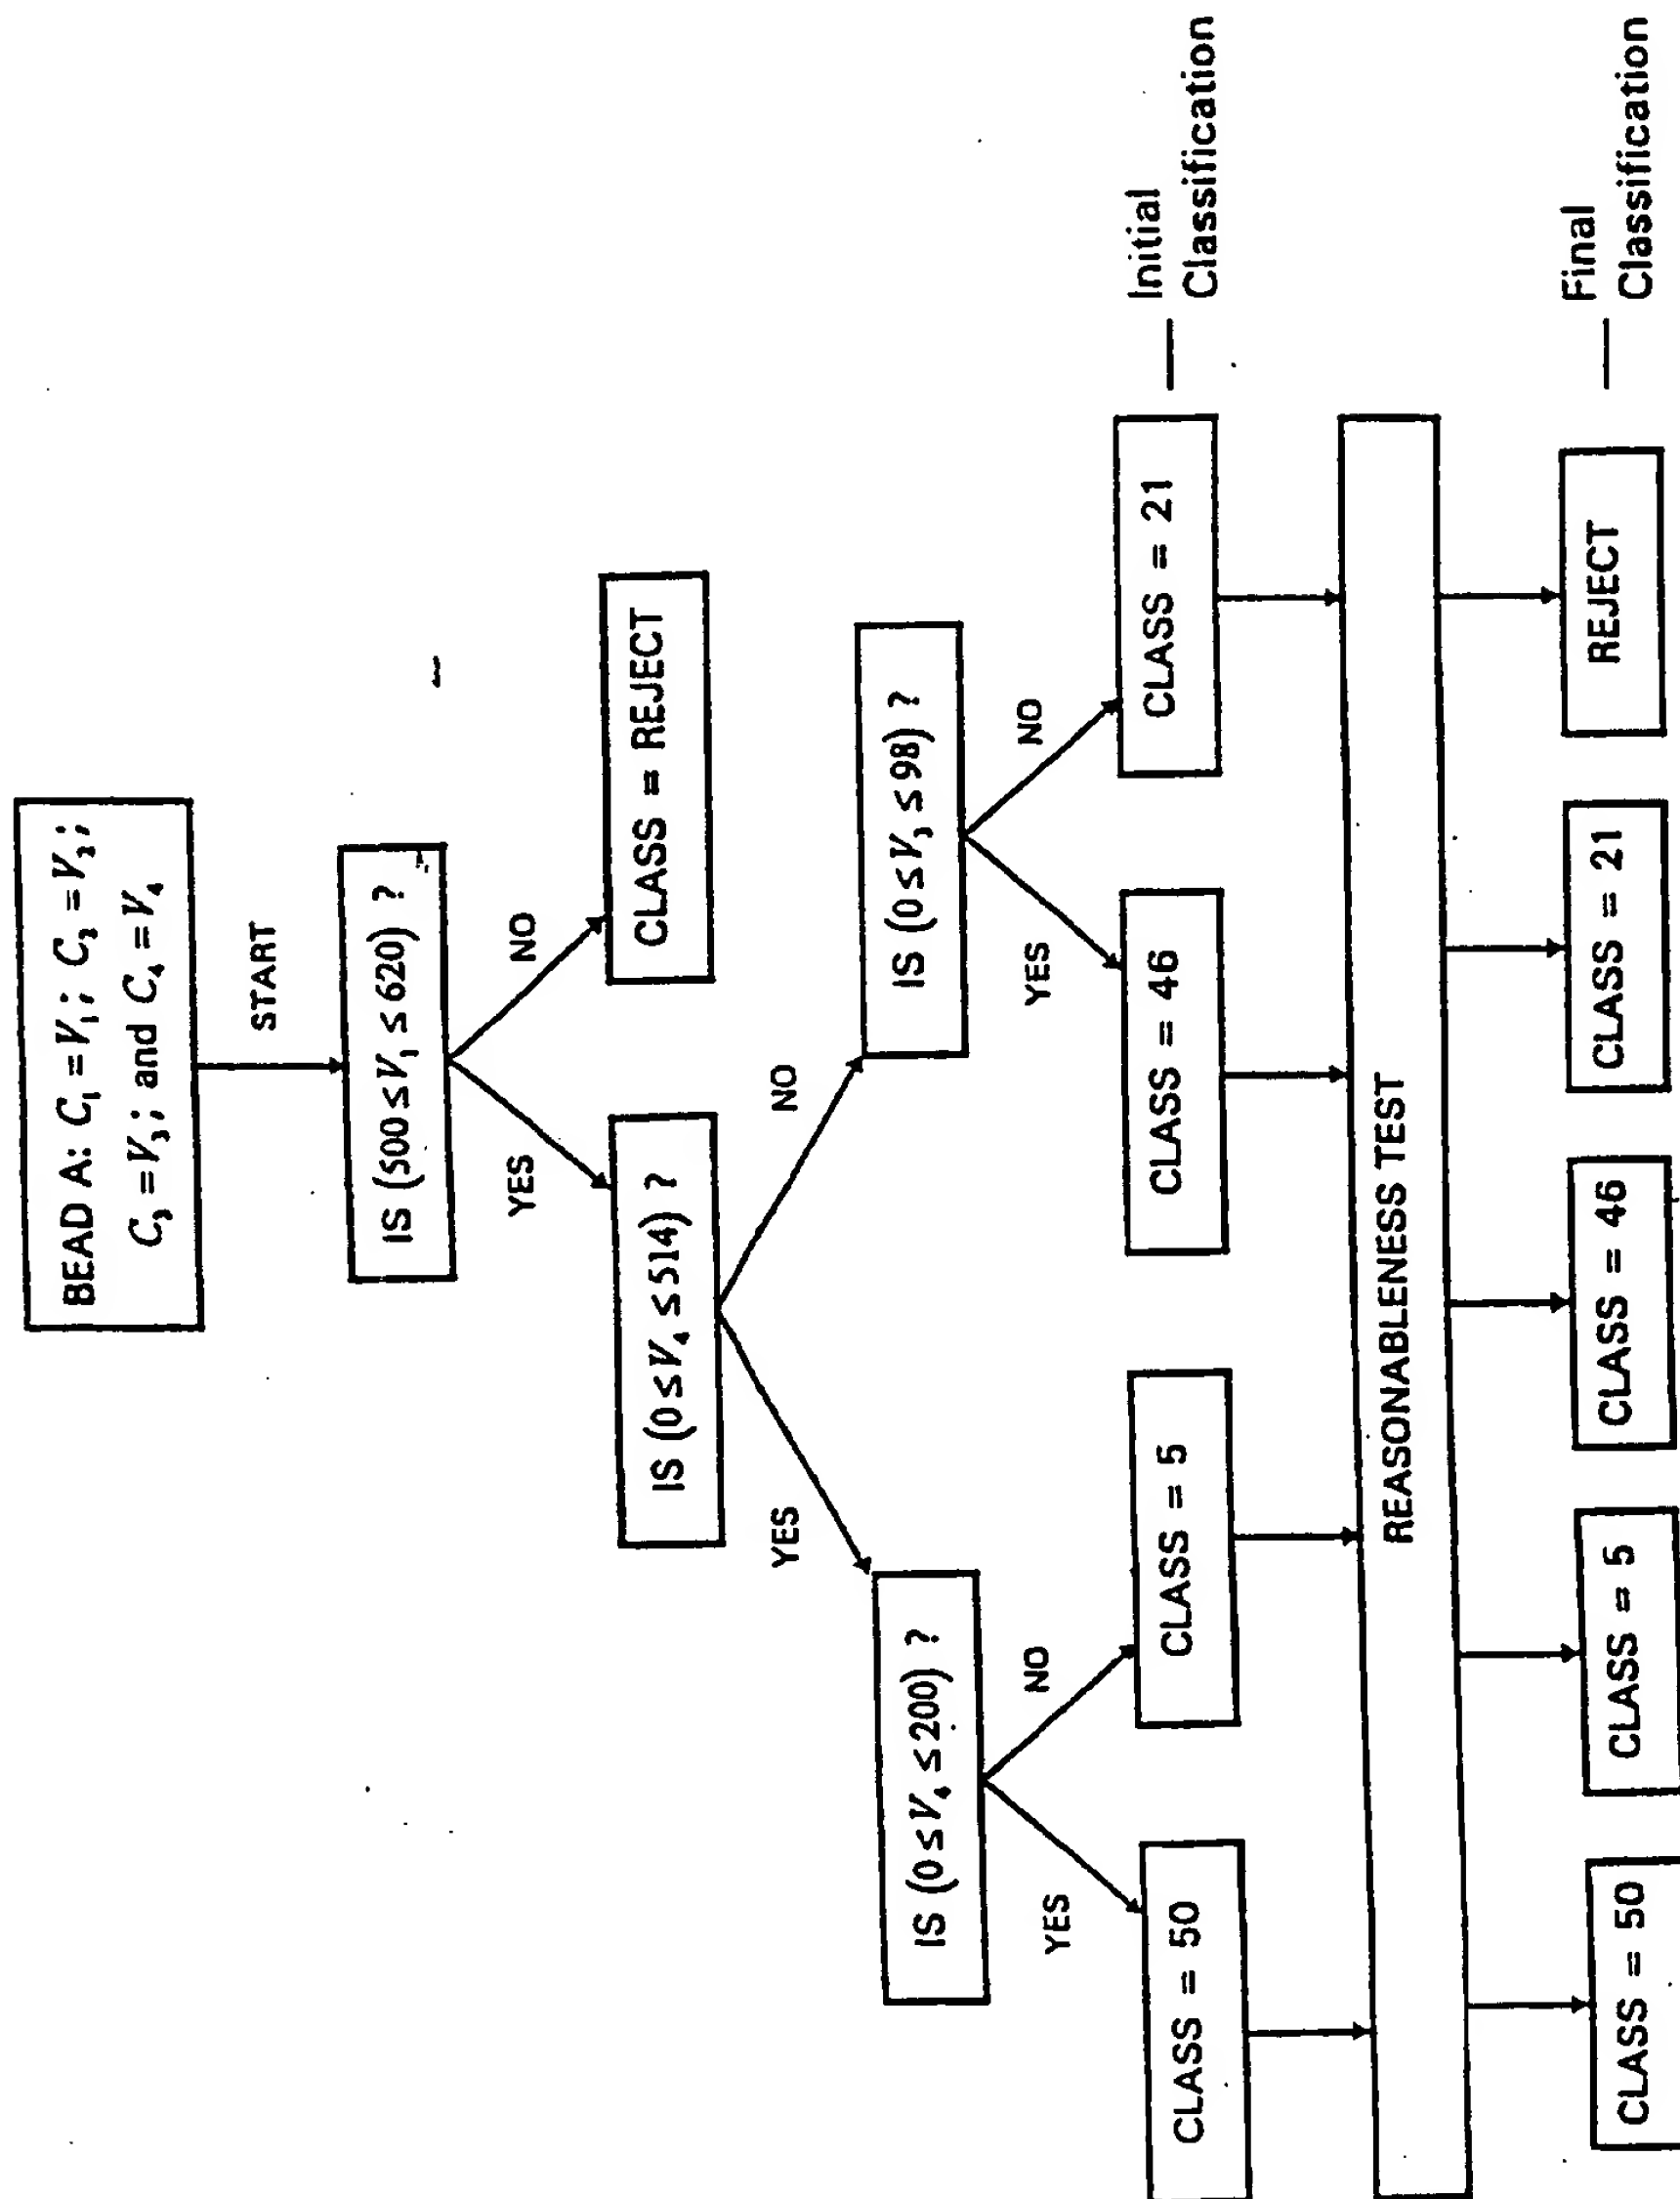 BEAD A: C₁ = V₁; C₂ = V₂;
C₃ = V₃; and C₄ = V₄
START
IS (500 ≤ V₁ ≤ 620) ?
YES
NO
IS (0 ≤ V₄ ≤ 514) ?
CLASS = REJECT
YES
NO
IS (0 ≤ V₄ ≤ 200) ?
IS (0 ≤ V₃ ≤ 98) ?
YES
NO
YES
NO
CLASS = 50
CLASS = 5
CLASS = 46
CLASS = 21
Initial
Classification
REASONABLENESS TEST
CLASS = 50
CLASS = 5
CLASS = 46
CLASS = 21
REJECT
Final
Classification